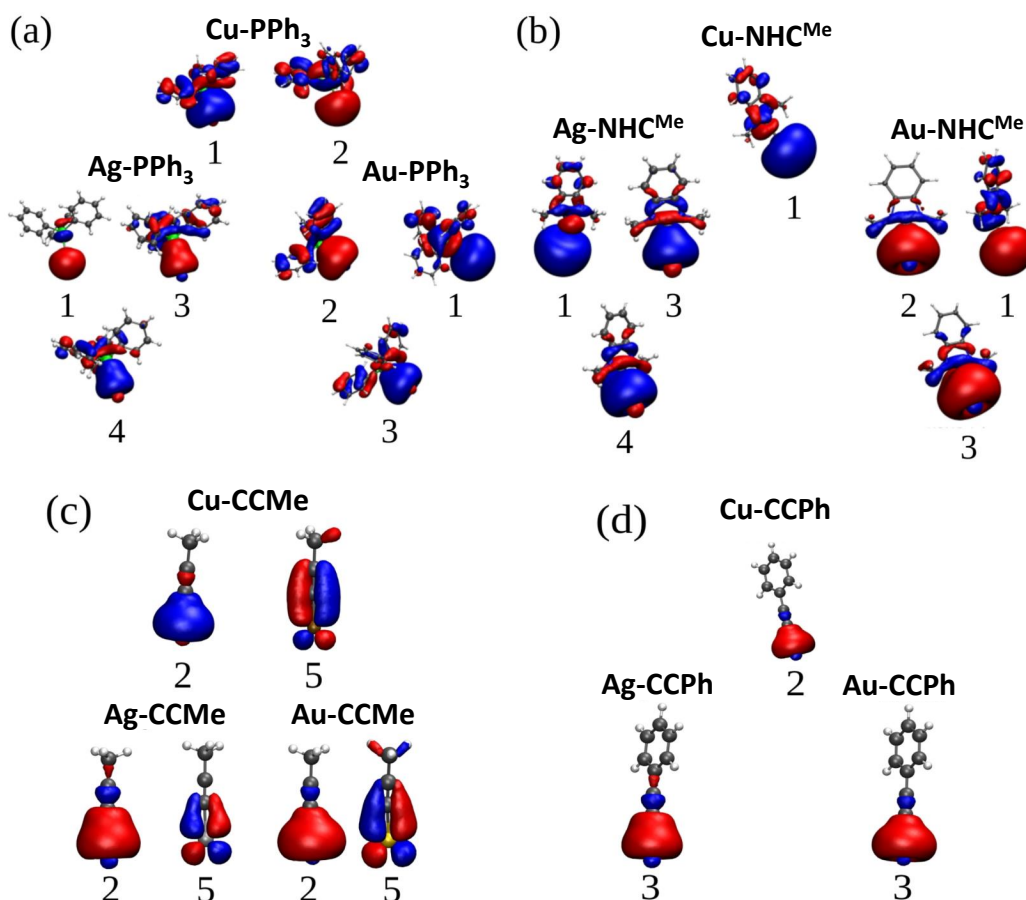 (a)
Cu-PPh₃
1 2
Ag-PPh₃ Au-PPh₃
1 3 2 1
4 3
(b)
Cu-NHCᴹᵉ
1
Ag-NHCᴹᵉ Au-NHCᴹᵉ
1 3 2 1
4 3
(c)
Cu-CCMe
2 5
Ag-CCMe Au-CCMe
2 5 2 5
(d)
Cu-CCPh
2
Ag-CCPh Au-CCPh
3 3